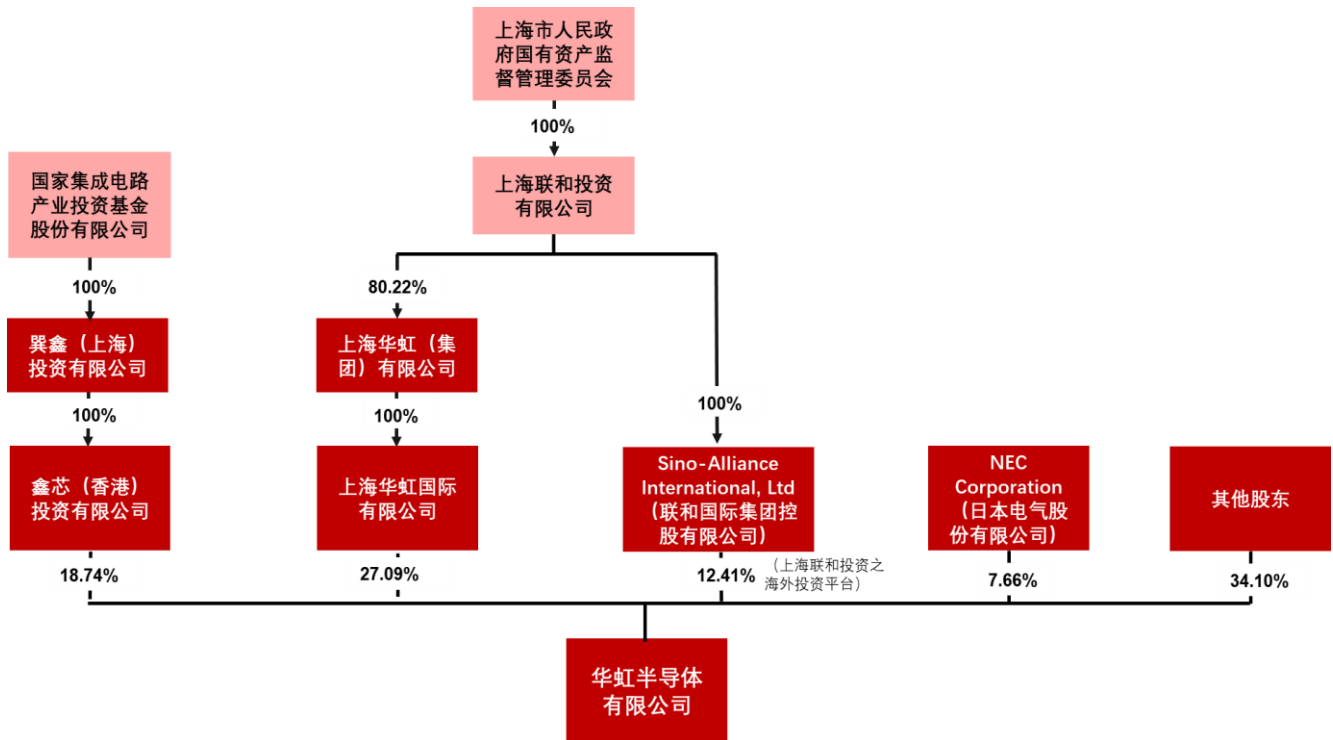 上海市人民政
府国有资产监
督管理委员会
100%
国家集成电路
产业投资基金
股份有限公司
上海联和投资
有限公司
100%
80.22%
巽鑫（上海）
投资有限公司
上海华虹（集
团）有限公司
100%
100%
100%
鑫芯（香港）
投资有限公司
上海华虹国际
有限公司
Sino-Alliance
International, Ltd
（联和国际集团控
股有限公司）
NEC
Corporation
（日本电气股
份有限公司）
其他股东
18.74%
27.09%
12.41%
（上海联和投资之
海外投资平台）
7.66%
34.10%
华虹半导体
有限公司